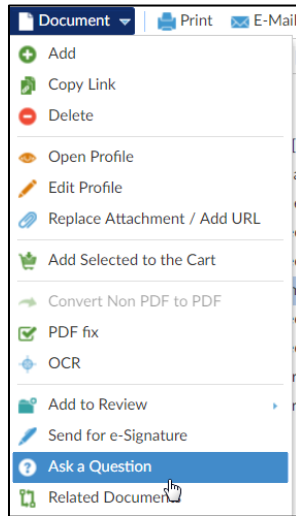 Document Print E-Mail
Add
Copy Link
Delete
Open Profile
Edit Profile
Replace Attachment / Add URL
Add Selected to the Cart
Convert Non PDF to PDF
PDF fix
OCR
Add to Review
Send for e-Signature
Ask a Question
Related Documents